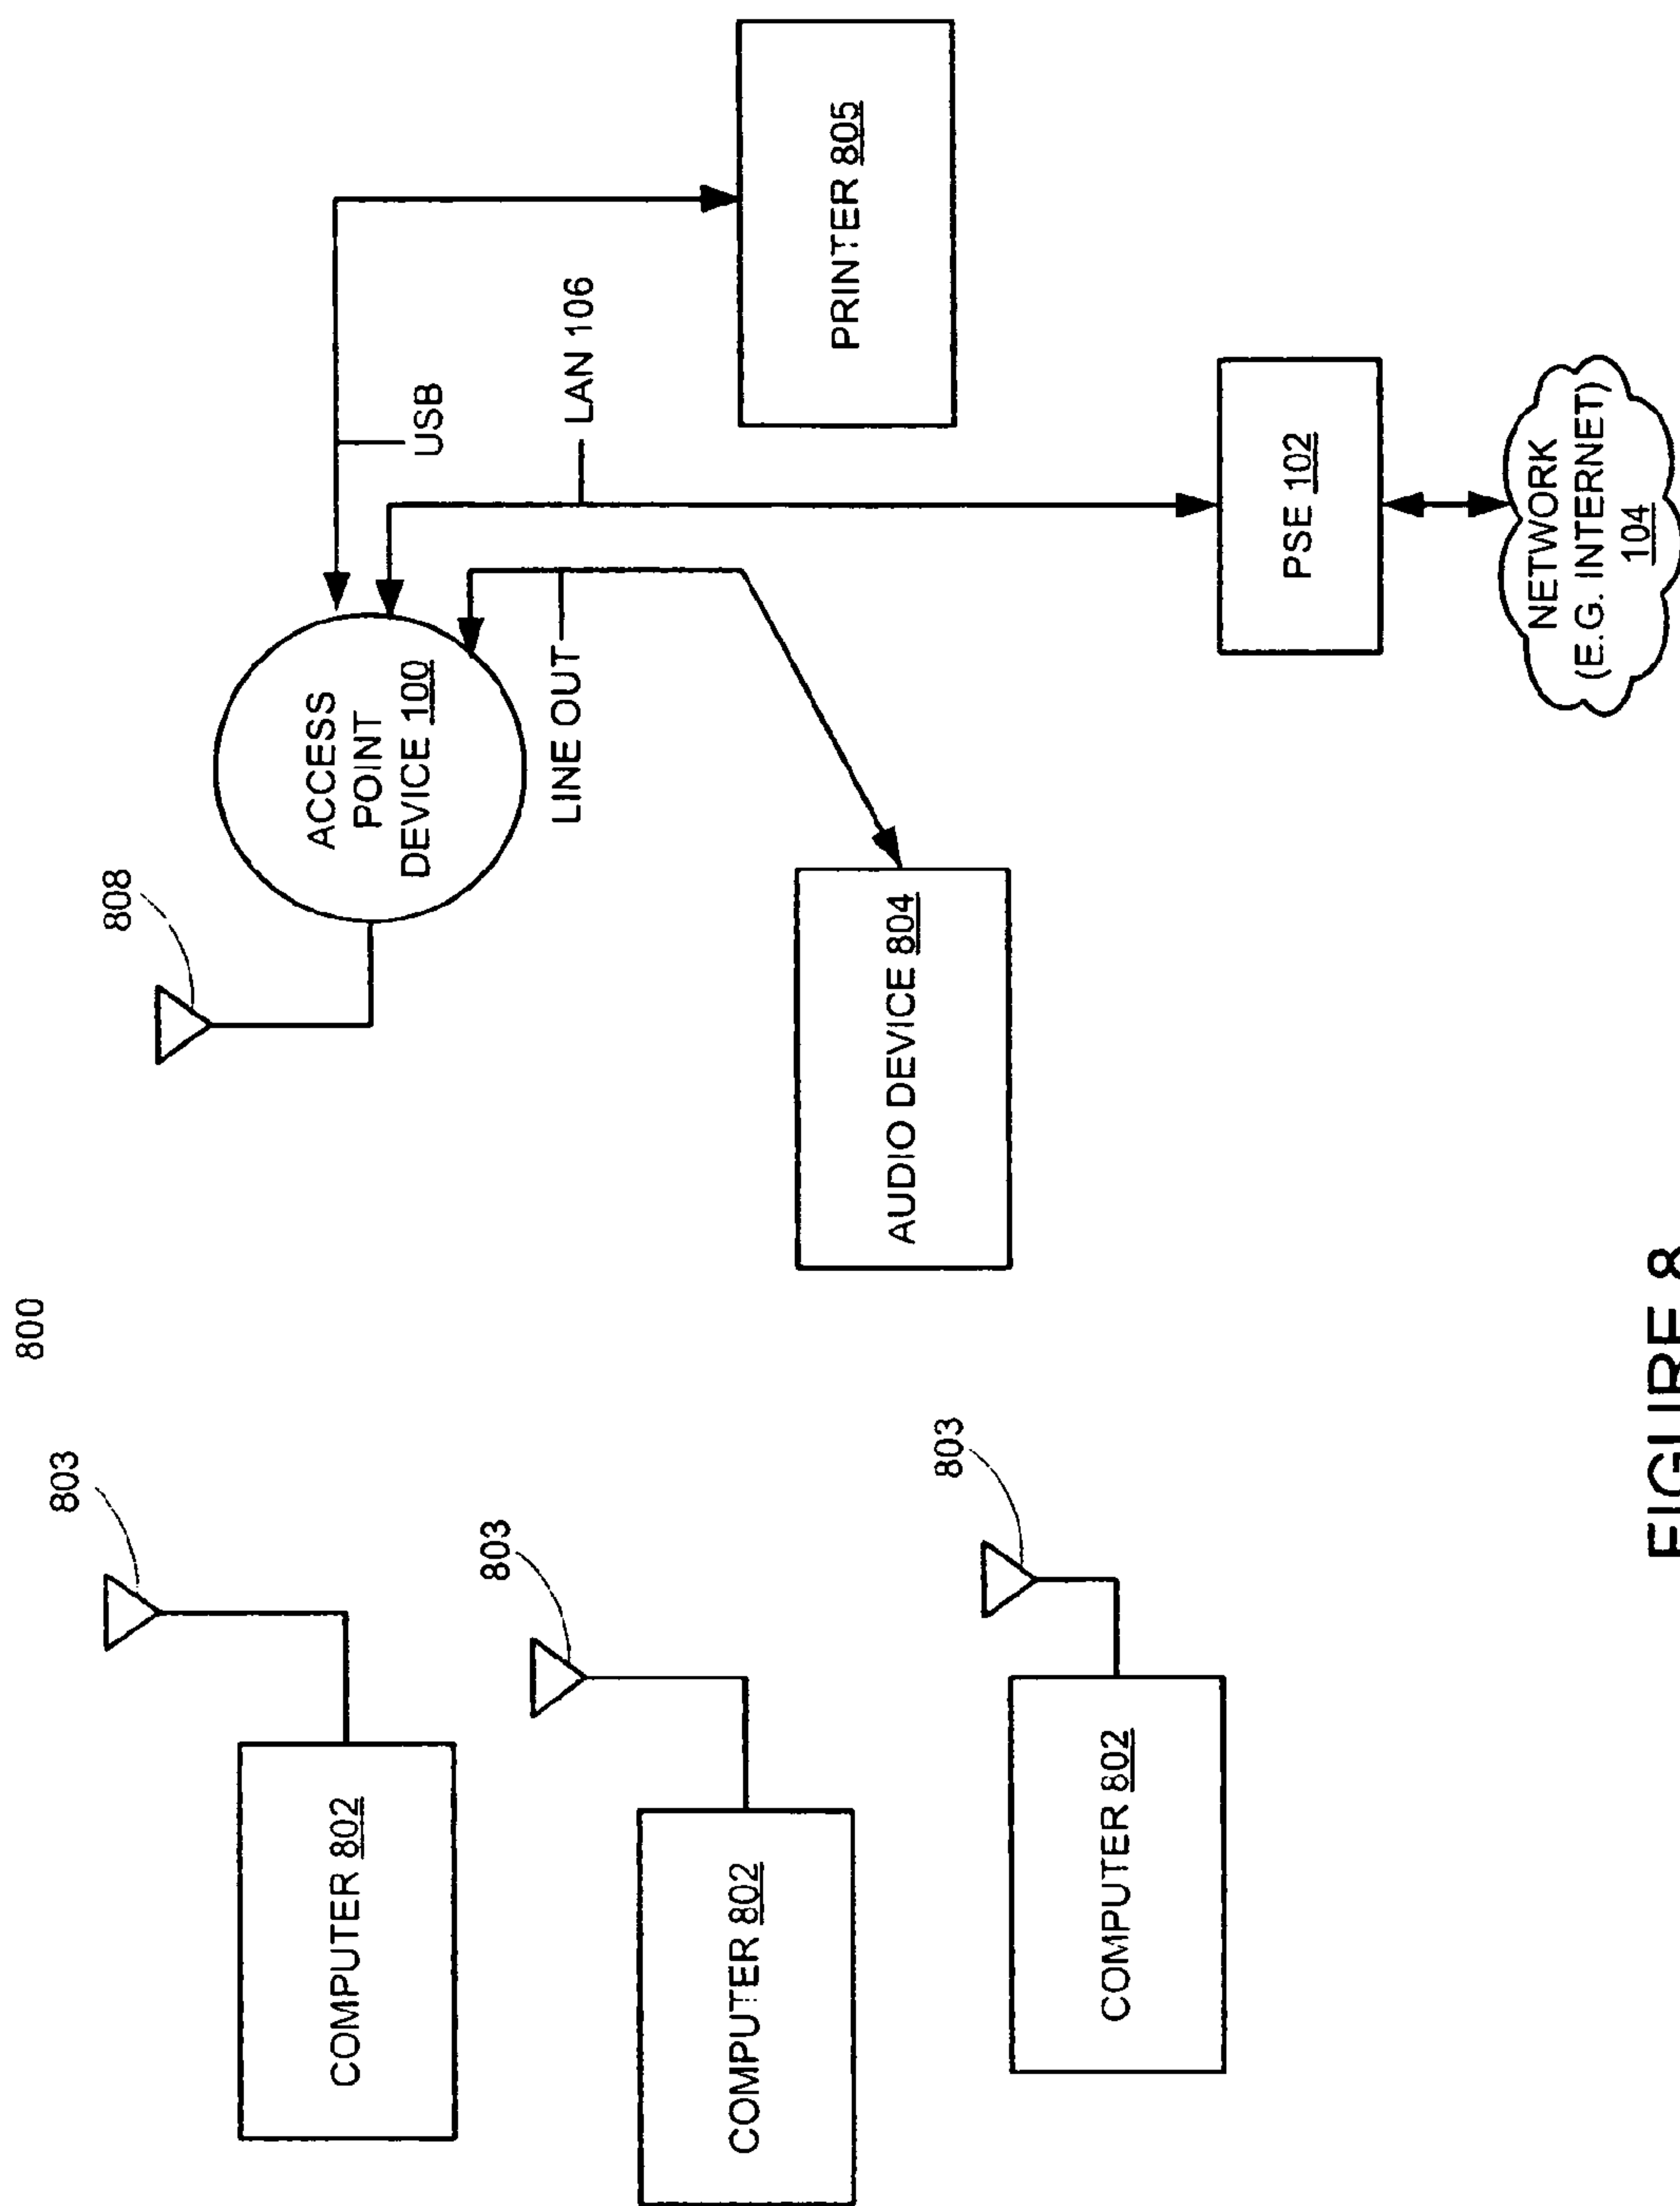 800
803
COMPUTER 802
803
COMPUTER 802
803
COMPUTER 802
808
ACCESS
POINT
DEVICE 100
USB
LAN 106
LINE OUT
AUDIO DEVICE 804
PRINTER 805
PSE 102
NETWORK
(E.G. INTERNET)
104
FIGURE 8